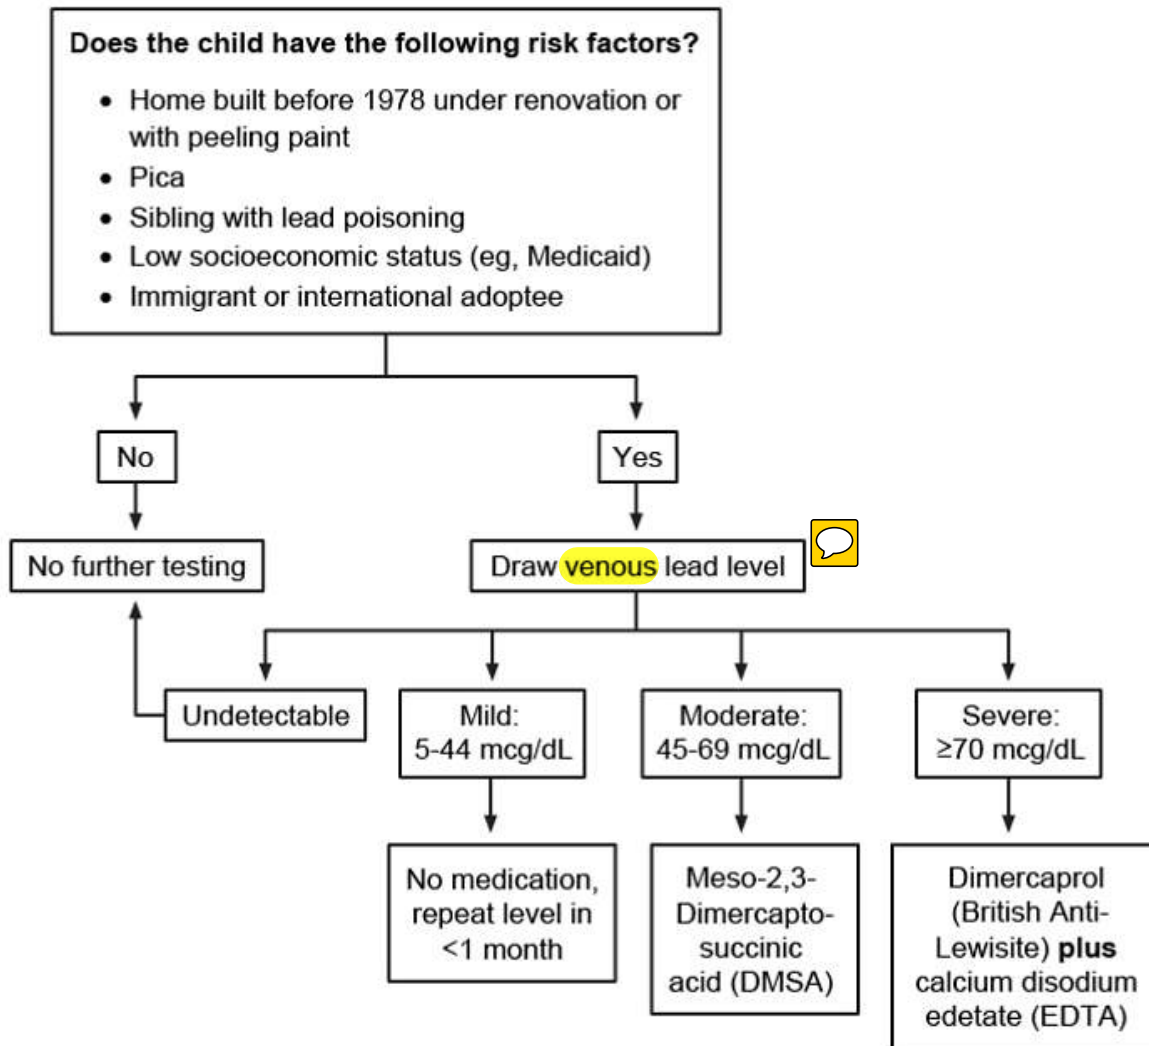 Does the child have the following risk factors?
• Home built before 1978 under renovation or
with peeling paint
• Pica
• Sibling with lead poisoning
• Low socioeconomic status (eg, Medicaid)
• Immigrant or international adoptee
No
Yes
No further testing
Draw venous lead level
Undetectable
Mild:
5-44 mcg/dL
Moderate:
45-69 mcg/dL
Severe:
≥70 mcg/dL
No medication,
repeat level in
<1 month
Meso-2,3-
Dimercapto-
succinic
acid (DMSA)
Dimercaprol
(British Anti-
Lewisite) plus
calcium disodium
edetate (EDTA)